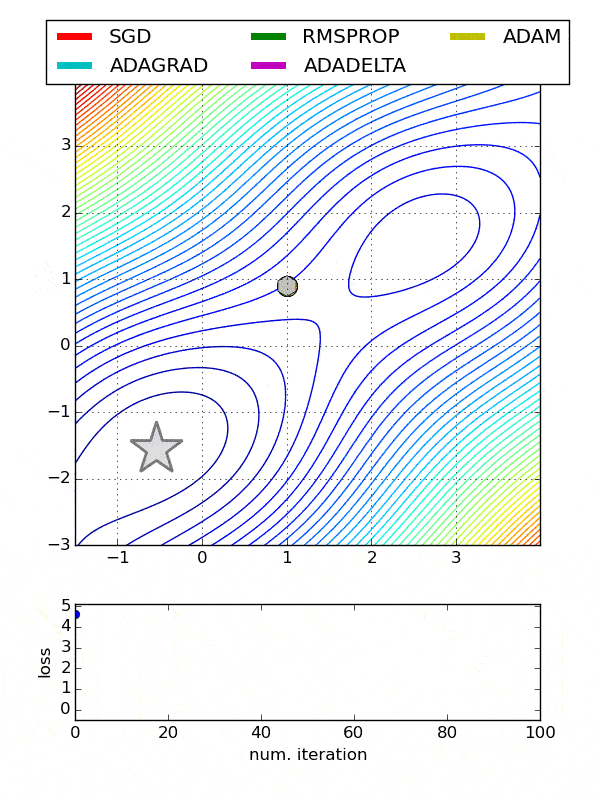 SGD RMSPROP ADAM
ADAGRAD ADADELTA
3
2
1
0
−1
−2
−3
−1 0 1 2 3
5
4
3
2
1
0
loss
0 20 40 60 80 100
num. iteration